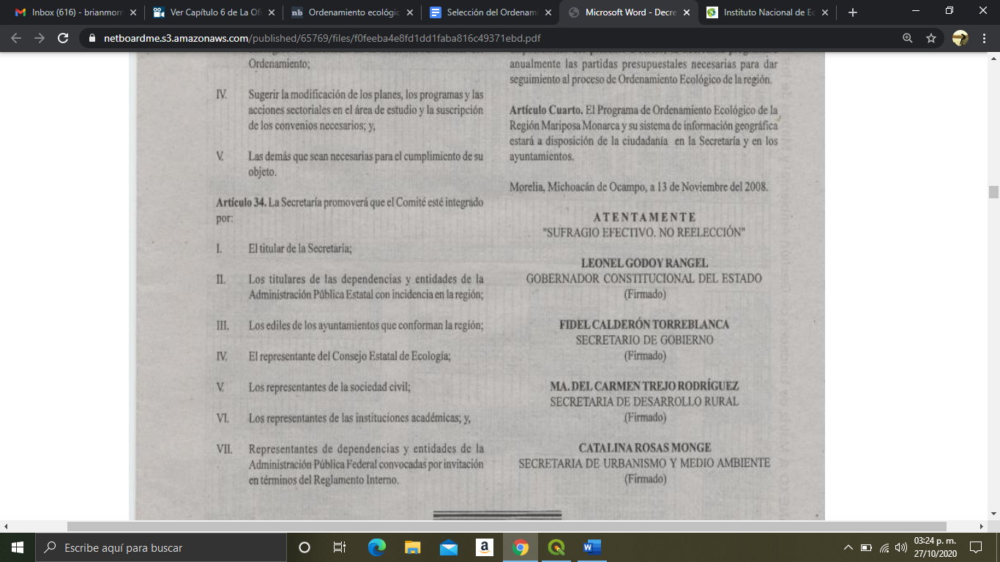 Inbox (616) - brianmorr
Ver Capítulo 6 de La Ofi
Ordenamiento ecológic
Selección del Ordenam
Microsoft Word - Decre
Instituto Nacional de Ec
netboardme.s3.amazonaws.com/published/65769/files/f0feeba4e8fd1dd1faba816c49371ebd.pdf
Ordenamiento;
IV. Sugerir la modificación de los planes, los programas y las
acciones sectoriales en el área de estudio y la suscripción
de los convenios necesarios; y,
V. Las demás que sean necesarias para el cumplimiento de su
objeto.
Artículo 34. La Secretaría promoverá que el Comité esté integrado
por:
I. El titular de la Secretaría;
II. Los titulares de las dependencias y entidades de la
Administración Pública Estatal con incidencia en la región;
III. Los ediles de los ayuntamientos que conforman la región;
IV. El representante del Consejo Estatal de Ecología;
V. Los representantes de la sociedad civil;
VI. Los representantes de las instituciones académicas; y,
VII. Representantes de dependencias y entidades de la
Administración Pública Federal convocadas por invitación
en términos del Reglamento Interno.
anualmente las partidas presupuestales necesarias para dar
seguimiento al proceso de Ordenamiento Ecológico de la región.
Artículo Cuarto. El Programa de Ordenamiento Ecológico de la
Región Mariposa Monarca y su sistema de información geográfica
estará a disposición de la ciudadanía en la Secretaría y en los
ayuntamientos.
Morelia, Michoacán de Ocampo, a 13 de Noviembre del 2008.
A T E N T A M E N T E
"SUFRAGIO EFECTIVO. NO REELECCIÓN"
LEONEL GODOY RANGEL
GOBERNADOR CONSTITUCIONAL DEL ESTADO
(Firmado)
FIDEL CALDERÓN TORREBLANCA
SECRETARIO DE GOBIERNO
(Firmado)
MA. DEL CARMEN TREJO RODRÍGUEZ
SECRETARIA DE DESARROLLO RURAL
(Firmado)
CATALINA ROSAS MONGE
SECRETARIA DE URBANISMO Y MEDIO AMBIENTE
(Firmado)
Escribe aquí para buscar
03:24 p. m.
27/10/2020